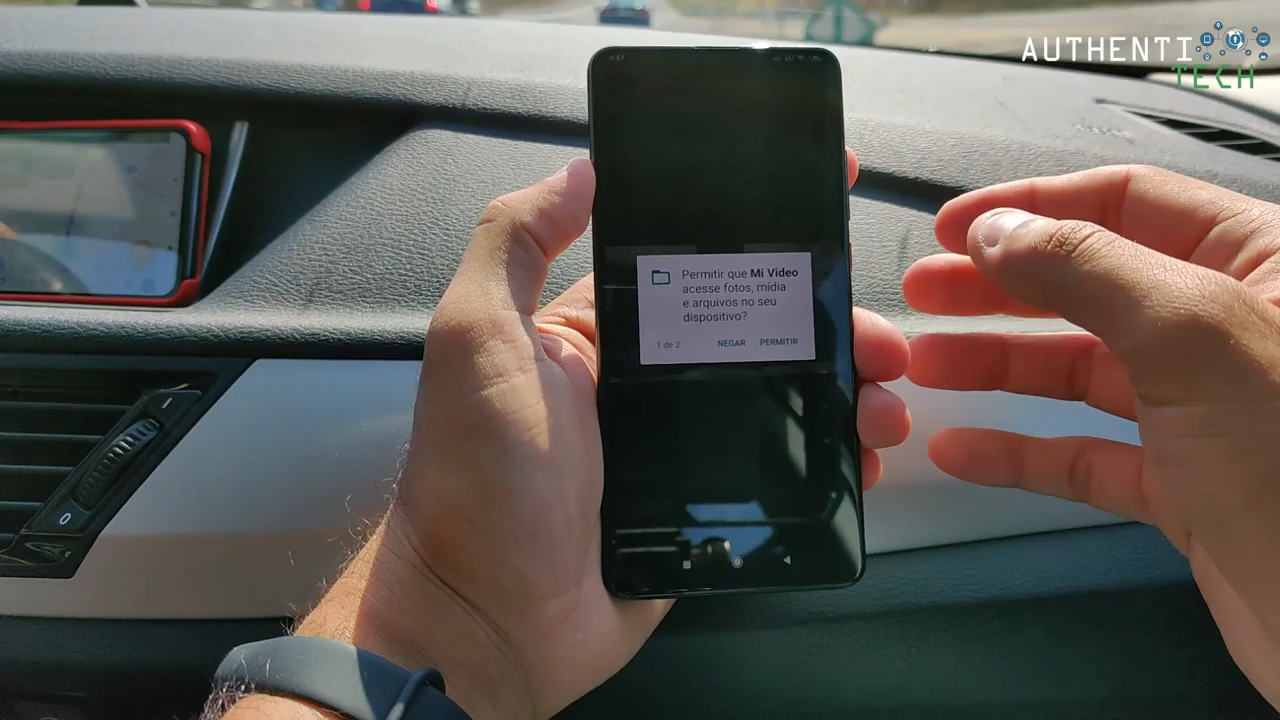 AUTHENTI
TECH
Permitir que Mi Video
acesse fotos, mídia
e arquivos no seu
dispositivo?
1 de 2 NEGAR PERMITIR